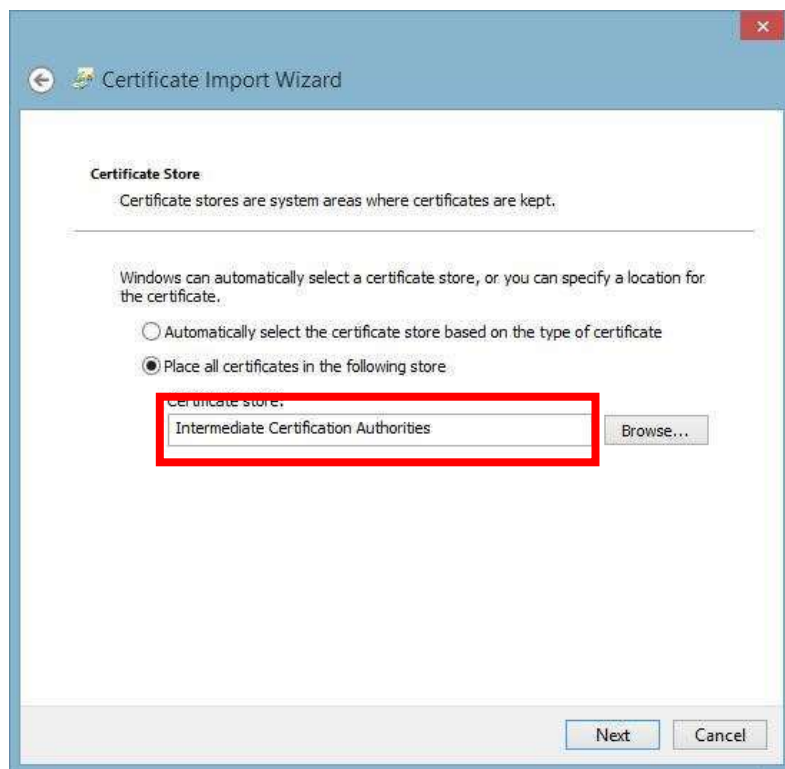 Certificate Import Wizard
Certificate Store
Certificate stores are system areas where certificates are kept.
Windows can automatically select a certificate store, or you can specify a location for
the certificate.
Automatically select the certificate store based on the type of certificate
Place all certificates in the following store
Certificate store:
Intermediate Certification Authorities
Browse...
Next
Cancel